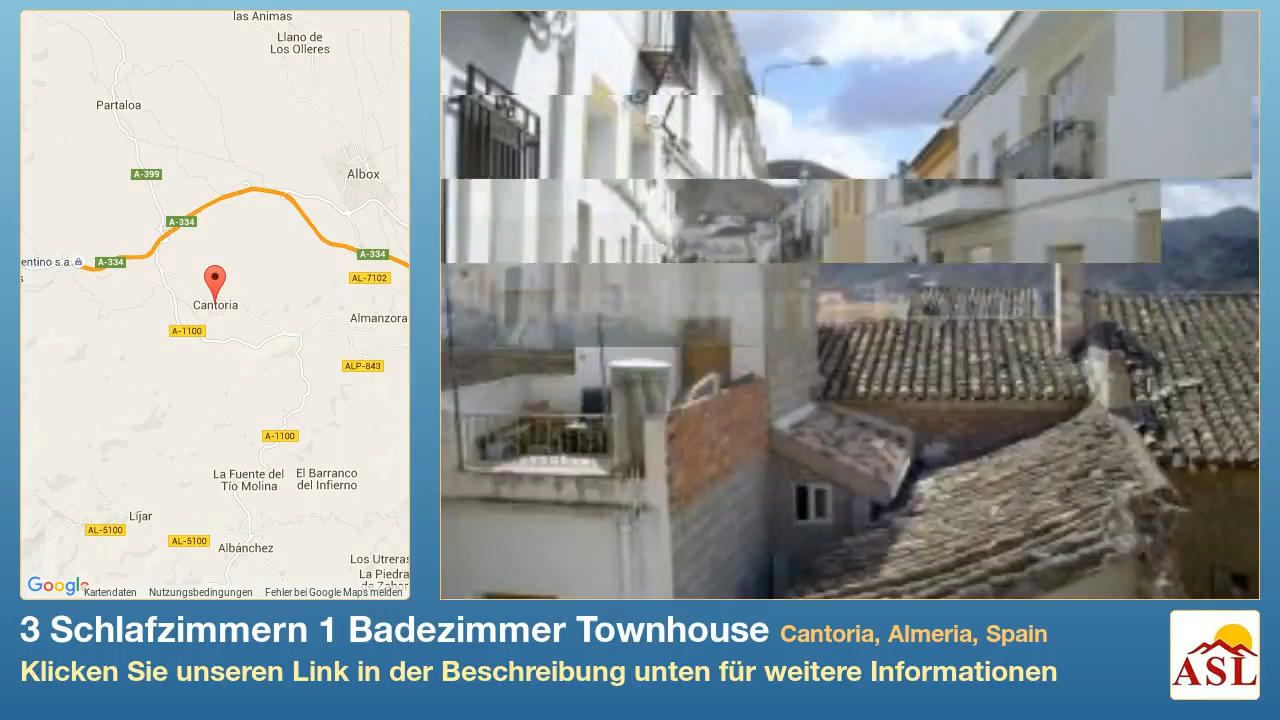 las Animas
Llano de
Los Olleres
Partaloa
A-399
Albox
A-334
A-334
A-334
entino s.a
AL-7102
Cantoria
Almanzora
A-1100
ALP-843
A-1100
La Fuente del
Tío Molina
El Barranco
del Infierno
Líjar
AL-5100
AL-5100
Albánchez
Los Utreras
La Piedra
Google
Kartendaten Nutzungsbedingungen Fehler bei Google Maps melden
3 Schlafzimmern 1 Badezimmer Townhouse Cantoria, Almeria, Spain
Klicken Sie unseren Link in der Beschreibung unten für weitere Informationen
ASL